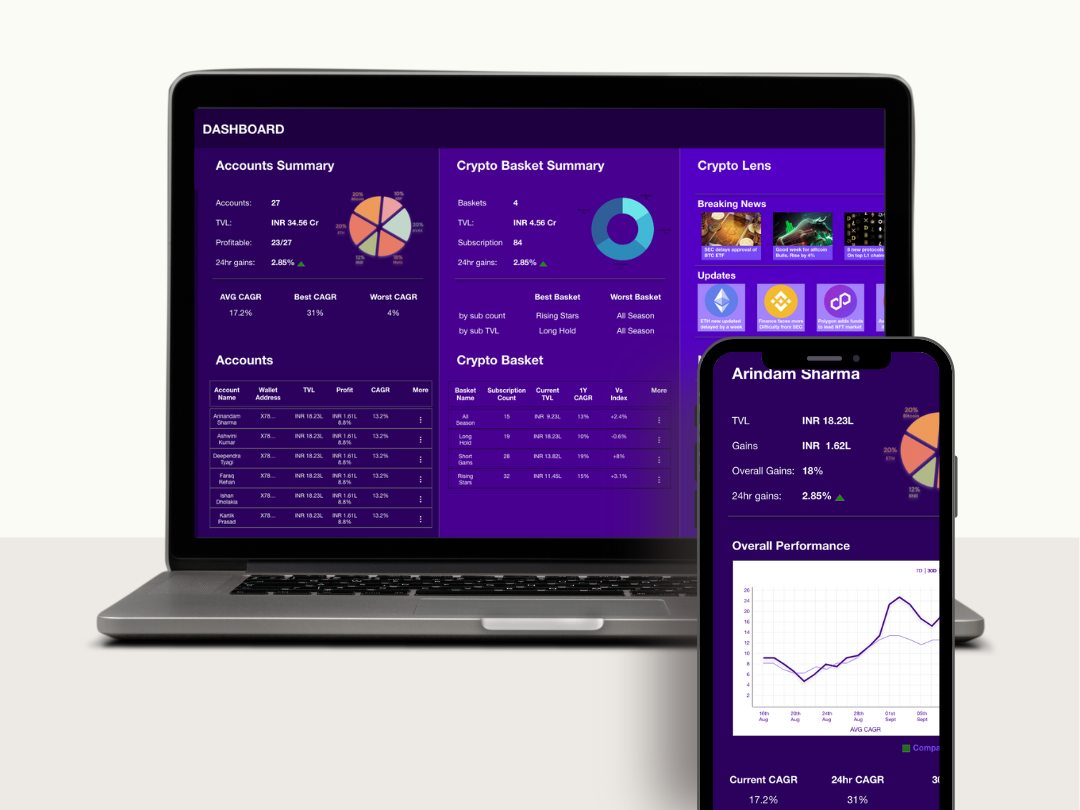 DASHBOARD
Accounts Summary
Accounts: 27
TVL: INR 34.56 Cr
Profitable: 23/27
24hr gains: 2.85%
20%
Bitcoin
10%
20%
20%
ETH
12%
BNB
18%
AVG CAGR Best CAGR Worst CAGR
17.2% 31% 4%
Accounts
Account Name Wallet Address TVL Profit CAGR More
Arinandam Sharma X78... INR 18.23L INR 1.61L 8.8% 13.2%
Ashwini Kumar X78... INR 18.23L INR 1.61L 8.8% 13.2%
Deependra Tyagi X78... INR 18.23L INR 1.61L 8.8% 13.2%
Faraq Rehan X78... INR 18.23L INR 1.61L 8.8% 13.2%
Ishan Dholakia X78... INR 18.23L INR 1.61L 8.8% 13.2%
Kartik Prasad X78... INR 18.23L INR 1.61L 8.8% 13.2%
Crypto Basket Summary
Baskets 4
TVL: INR 4.56 Cr
Subscription 84
24hr gains: 2.85%
Best Basket Worst Basket
by sub count Rising Stars All Season
by sub TVL Long Hold All Season
Crypto Basket
Basket Name Subscription Count Current TVL 1Y CAGR Vs Index More
All Season 15 INR 9.23L 13% +2.4%
Long Hold 19 INR 18.23L 10% -0.6%
Short Gains 28 INR 13.82L 19% +8%
Rising Stars 32 INR 11.45L 15% +3.1%
Crypto Lens
Breaking News
SEC delays approval of
BTC ETF
Good week for altcoin
Bulls. Rise by 4%
6 new protocols
On top L1 chains
Updates
ETH new updated
delayed by a week
Finance faces more
Difficulty from SEC
Polygon adds funds
to lead NFT market
Arindam Sharma
TVL INR 18.23L
Gains INR 1.62L
Overall Gains: 18%
24hr gains: 2.85%
20%
Bitcoin
20%
ETH
12%
BNB
Overall Performance
7D | 30D
26
24
20
16
18
14
12
10
8
6
4
2
16th Aug 20th Aug 24th Aug 28th Aug 01st Sept 05th Sept
AVG CAGR
Compa
Current CAGR 24hr CAGR 30
17.2% 31%